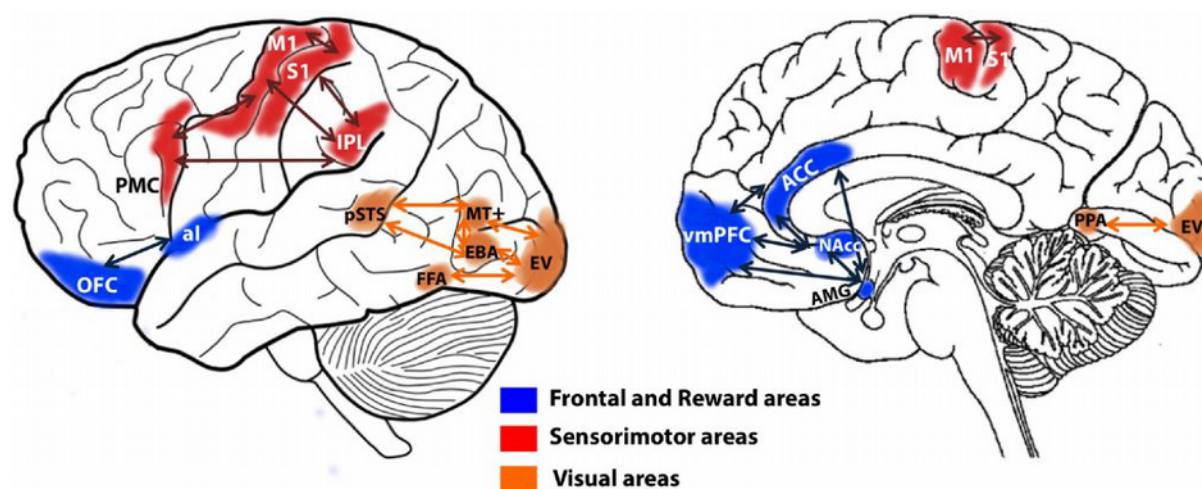 M1
S1
IPL
PMC
aI
OFC
pSTS
MT+
EBA
FFA
EV
M1
S1
ACC
vmPFC
NAcc
AMG
PPA
EV
Frontal and Reward areas
Sensorimotor areas
Visual areas